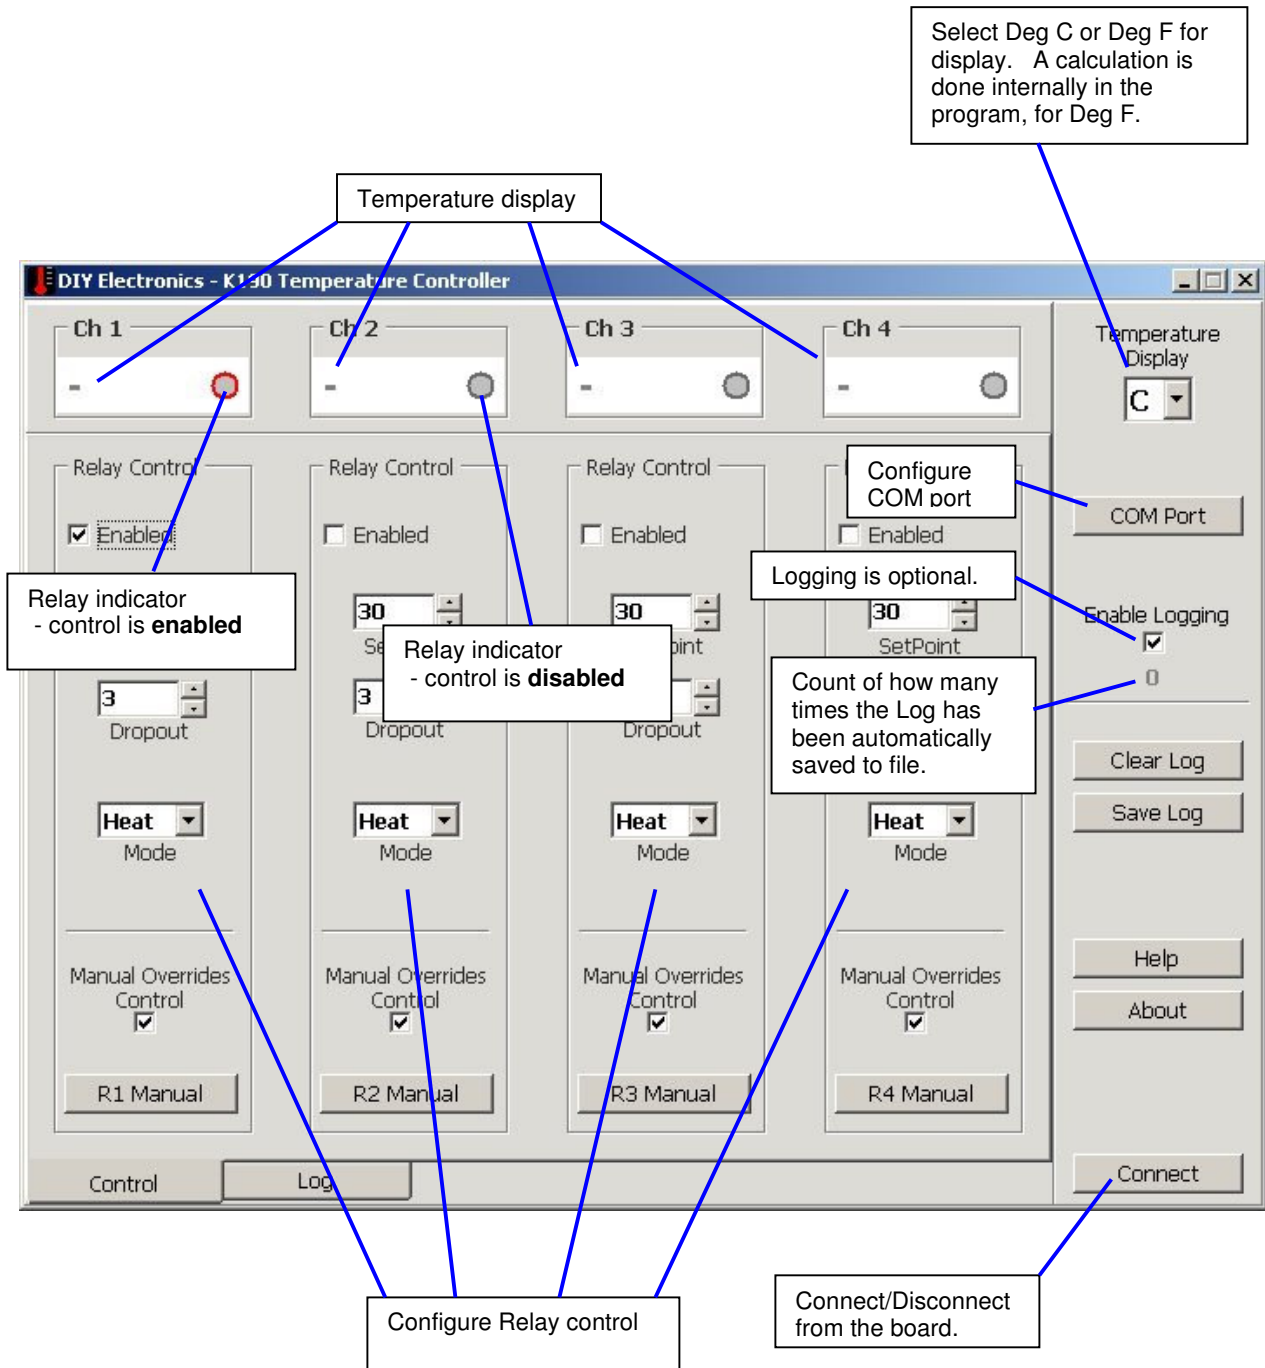 Select Deg C or Deg F for
display. A calculation is
done internally in the
program, for Deg F.
Temperature display
DIY Electronics - K190 Temperature Controller
Ch 1
Ch 2
Ch 3
Ch 4
-
-
-
-
Temperature
Display
C
Relay Control
Relay Control
Relay Control
Configure
COM port
COM Port
Enabled
Enabled
Enabled
Enabled
Logging is optional.
Relay indicator
- control is enabled
30
30
30
SetPoint
Enable Logging
0
Relay indicator
- control is disabled
Count of how many
times the Log has
been automatically
saved to file.
3
3
Dropout
Dropout
Dropout
Clear Log
Save Log
Heat
Heat
Heat
Heat
Mode
Mode
Mode
Mode
Manual Overrides
Control
Manual Overrides
Control
Manual Overrides
Control
Manual Overrides
Control
Help
About
R1 Manual
R2 Manual
R3 Manual
R4 Manual
Control
Log
Connect
Configure Relay control
Connect/Disconnect
from the board.